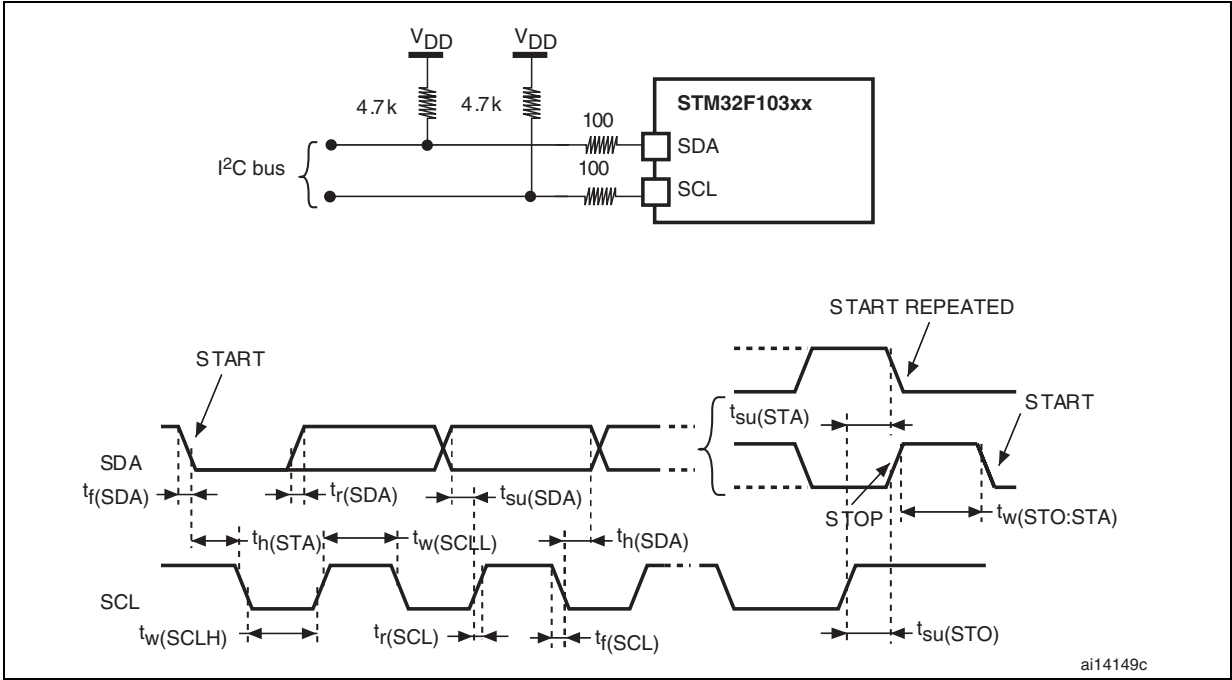 VDD VDD
4.7k 4.7k
STM32F103xx
100
SDA
I²C bus
100
SCL
START REPEATED
START
tsu(STA)
START
SDA
tf(SDA)
tr(SDA)
tsu(SDA)
STOP
tw(STO:STA)
th(STA)
tw(SCLL)
th(SDA)
SCL
tw(SCLH)
tr(SCL)
tf(SCL)
tsu(STO)
ai14149c